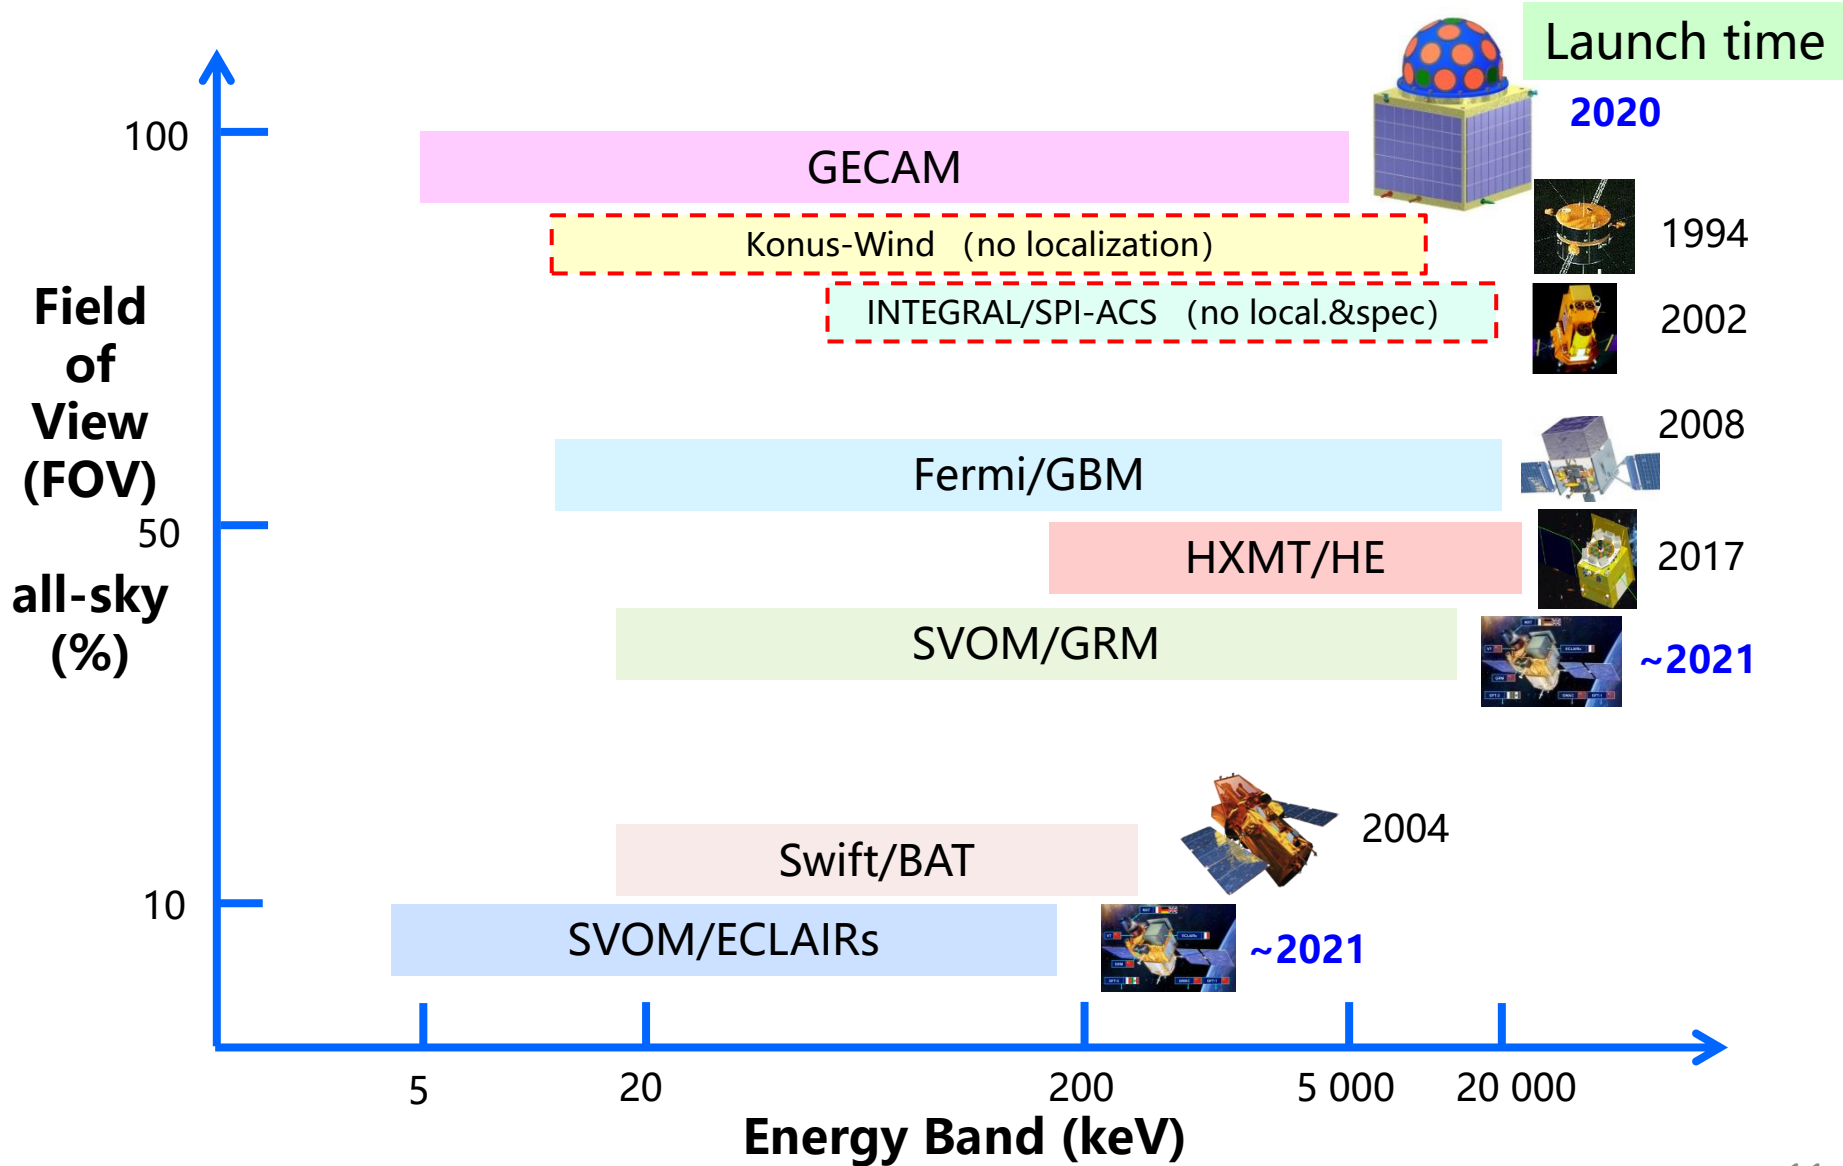 Launch time
2020
100
GECAM
Konus-Wind (no localization)
1994
INTEGRAL/SPI-ACS (no local.&spec)
2002
Field
of
View
(FOV)
all-sky
(%)
2008
Fermi/GBM
50
HXMT/HE
2017
SVOM/GRM
~2021
Swift/BAT
2004
10
SVOM/ECLAIRs
~2021
5
20
200
5 000
20 000
Energy Band (keV)